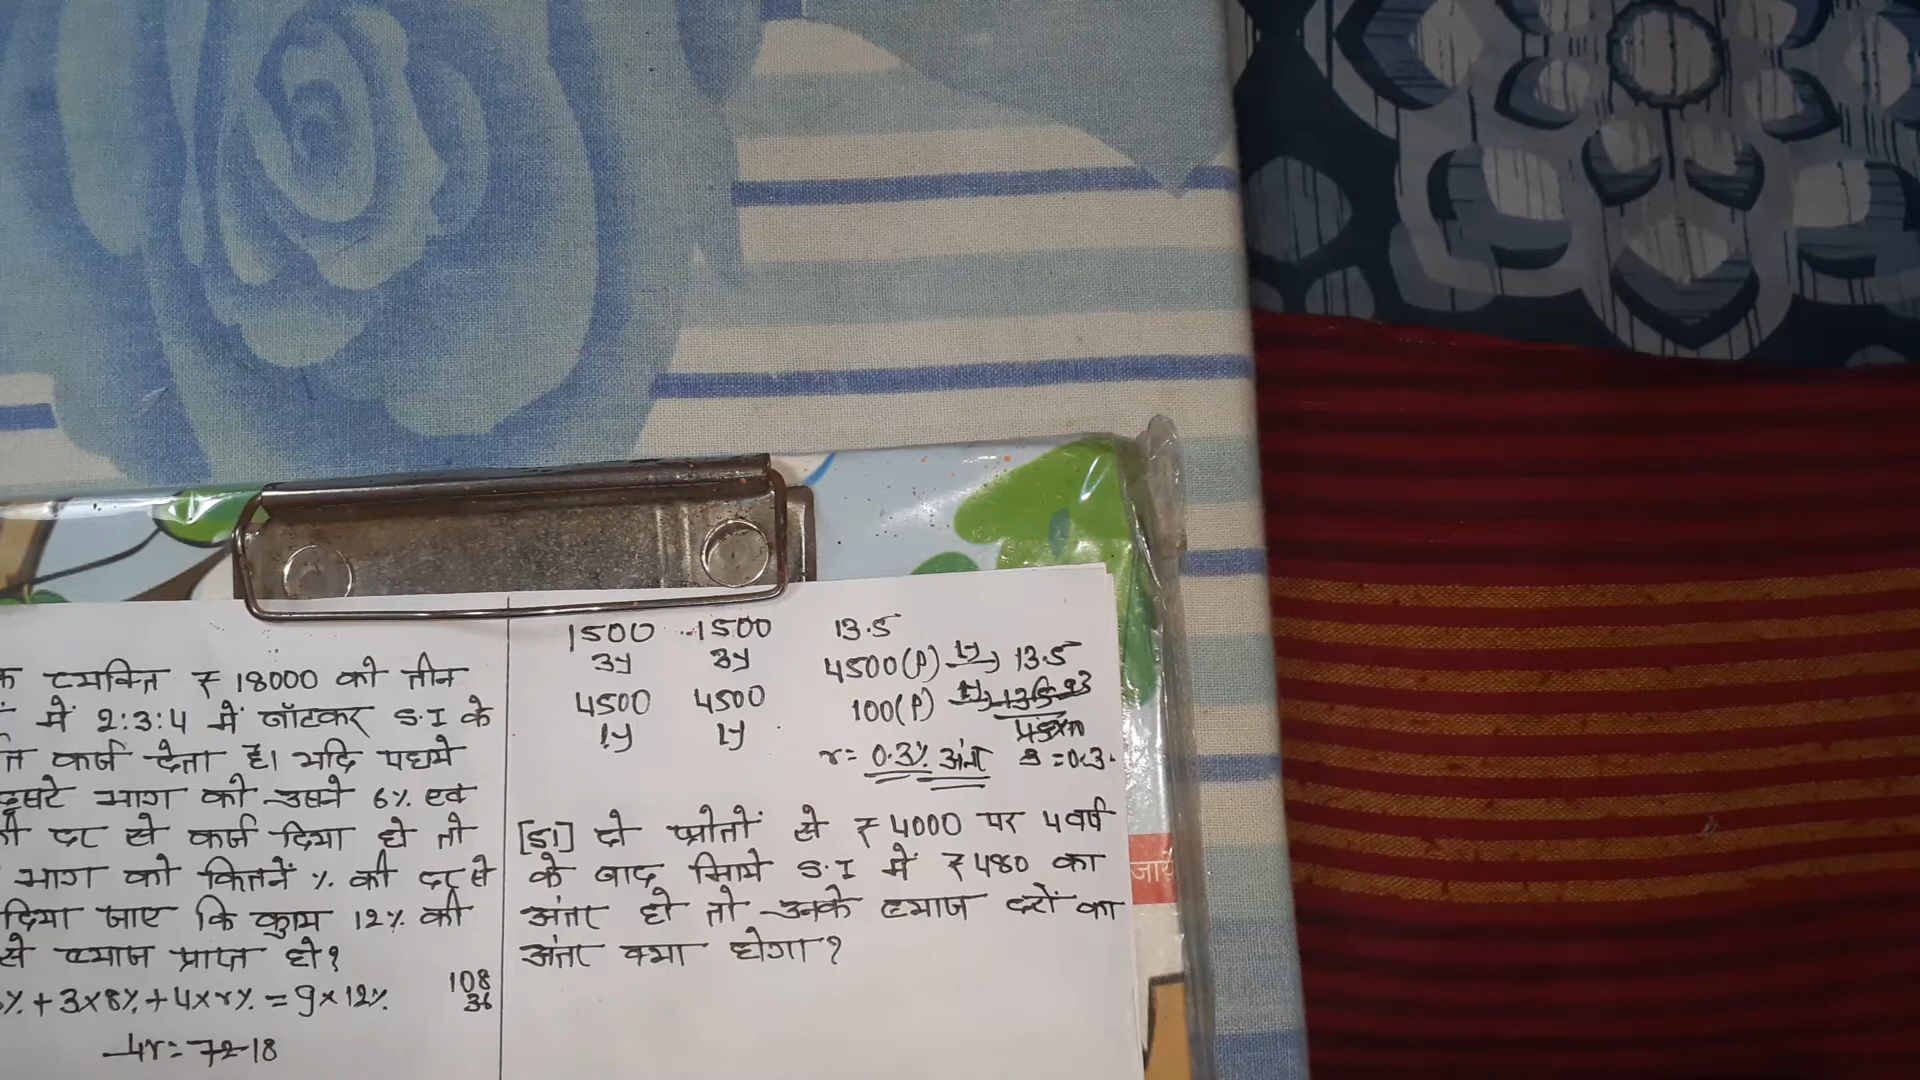 व्यक्ति ₹ 18000 को तीन
में 2:3:4 में बाँटकर S.I के
कर्ज देता है। यदि पहले
दूसरे भाग को उसने 6% एवं
दर से कर्ज दिया हो तो
भाग को कितने % की दर से
दिया जाए कि कुल 12% की
से ब्याज प्राप्त हो?
% + 3×8% + 4×r% = 9×12%
108
36
4r = 72 18
1500 1500 13.5
3y 3y 4500(P) 1y→ 13.5
4500 4500 100(P)
1y 1y
r = 0.3% अंतर = 0.3
[51] दो स्रोतों से ₹ 4000 पर 4 वर्ष
के बाद मिले S.I में ₹ 480 का
अंतर हो तो उनके ब्याज दरों का
अंतर क्या होगा?